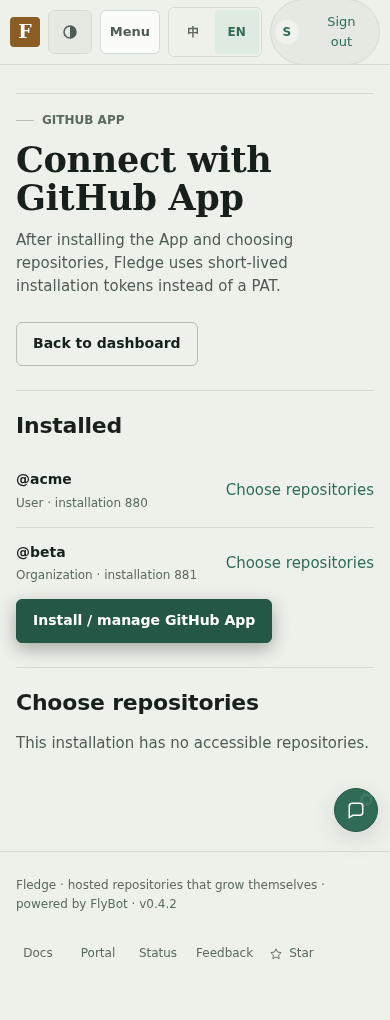 F
Menu
中
EN
S
Sign
out
GITHUB APP
Connect with
GitHub App
After installing the App and choosing
repositories, Fledge uses short-lived
installation tokens instead of a PAT.
Back to dashboard
Installed
@acme
User · installation 880
Choose repositories
@beta
Organization · installation 881
Choose repositories
Install / manage GitHub App
Choose repositories
This installation has no accessible repositories.
Fledge · hosted repositories that grow themselves ·
powered by FlyBot · v0.4.2
Docs
Portal
Status
Feedback
Star